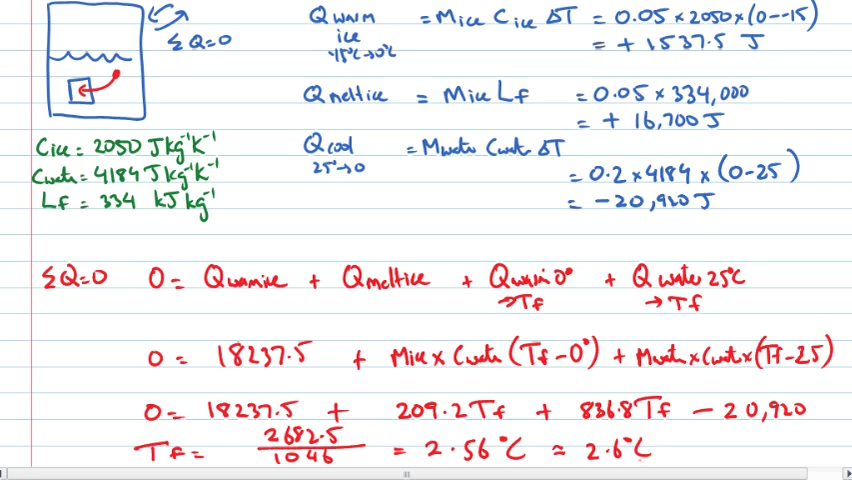 Q warm = Mice Cice ΔT = 0.05 × 2050 × (0--15)
ice
-15°C→0°C = + 1537.5 J
ΣQ=0
Q melt ice = Mice Lf = 0.05 × 334,000
= + 16,700 J
Cice = 2050 J kg⁻¹ K⁻¹
Q cool = Mwater Cwater ΔT
25°→0
Cwater = 4184 J kg⁻¹ K⁻¹
= 0.2 × 4184 × (0-25)
Lf = 334 kJ kg⁻¹
= -20,920 J
ΣQ=0 0 = Qwarmice + Qmeltice + Qwarm 0° + Q water 25°C
→Tf →Tf
0 = 18237.5 + Mice × Cwater (Tf - 0°) + Mwater × Cwater × (Tf - 25)
0 = 18237.5 + 209.2 Tf + 836.8 Tf - 20,920
Tf = 2682.5 / 1046 = 2.56 °C ≈ 2.6°C